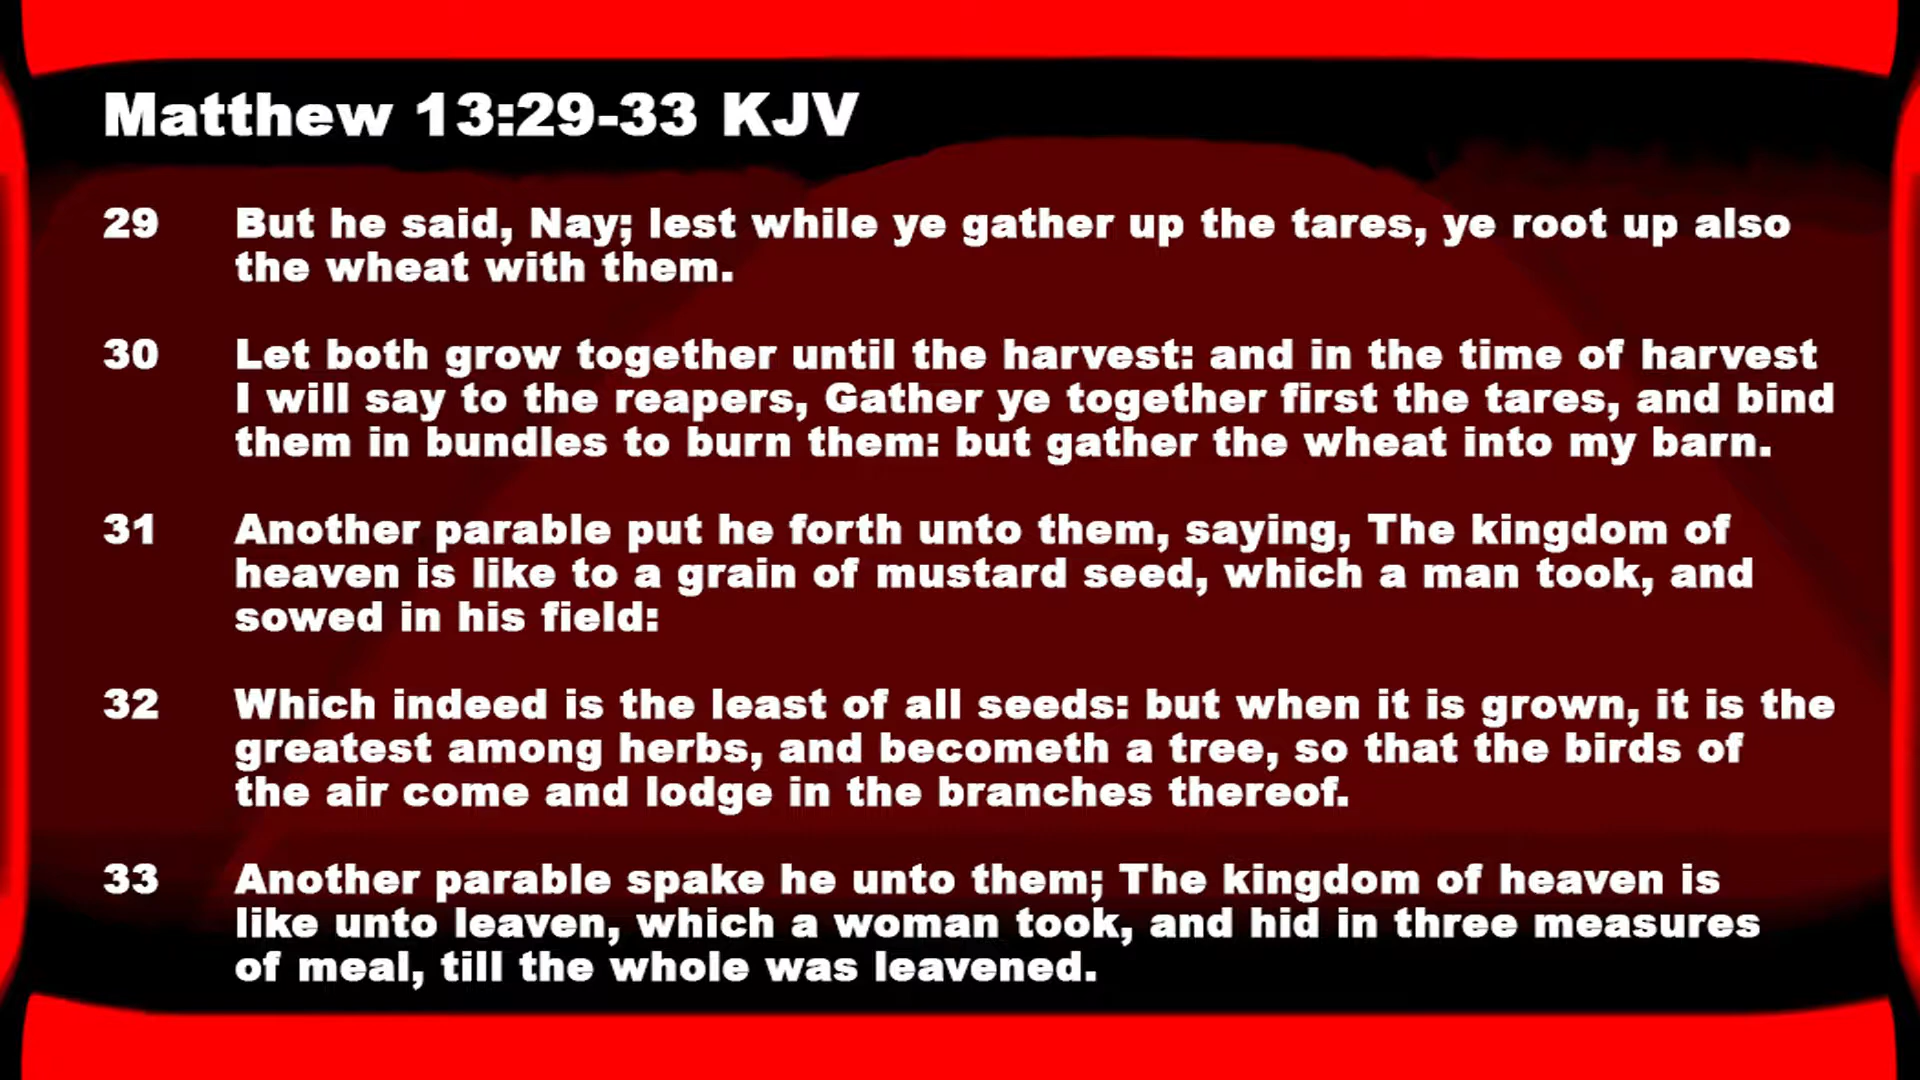 Matthew 13:29-33 KJV
29 But he said, Nay; lest while ye gather up the tares, ye root up also
the wheat with them.
30 Let both grow together until the harvest: and in the time of harvest
I will say to the reapers, Gather ye together first the tares, and bind
them in bundles to burn them: but gather the wheat into my barn.
31 Another parable put he forth unto them, saying, The kingdom of
heaven is like to a grain of mustard seed, which a man took, and
sowed in his field:
32 Which indeed is the least of all seeds: but when it is grown, it is the
greatest among herbs, and becometh a tree, so that the birds of
the air come and lodge in the branches thereof.
33 Another parable spake he unto them; The kingdom of heaven is
like unto leaven, which a woman took, and hid in three measures
of meal, till the whole was leavened.